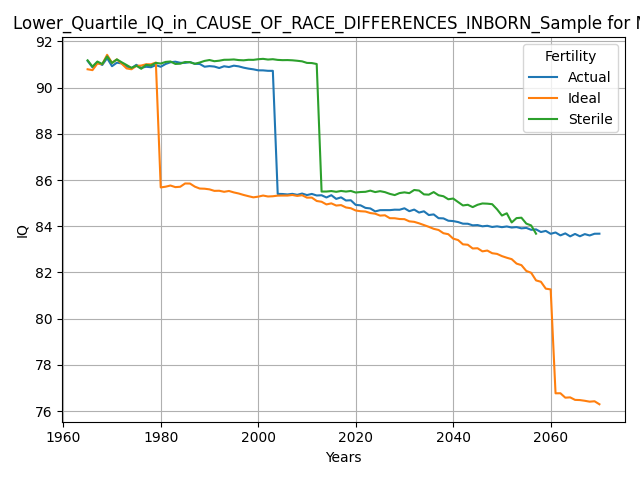 Lower_Quartile_IQ_in_CAUSE_OF_RACE_DIFFERENCES_INBORN_Sample for
92
90
88
86
84
82
80
78
76
IQ
Fertility
Actual
Ideal
Sterile
1960
1980
2000
2020
2040
2060
Years